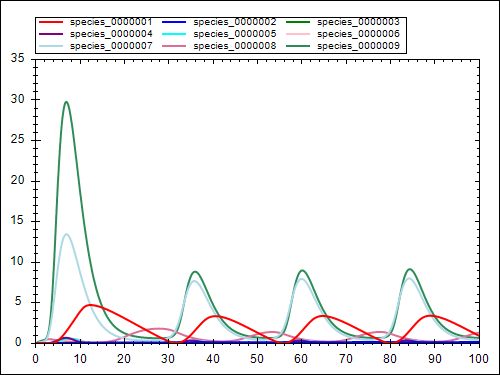 species_0000001 species_0000002 species_0000003
species_0000004 species_0000005 species_0000006
species_0000007 species_0000008 species_0000009
35
30
25
20
15
10
5
0
0 10 20 30 40 50 60 70 80 90 100